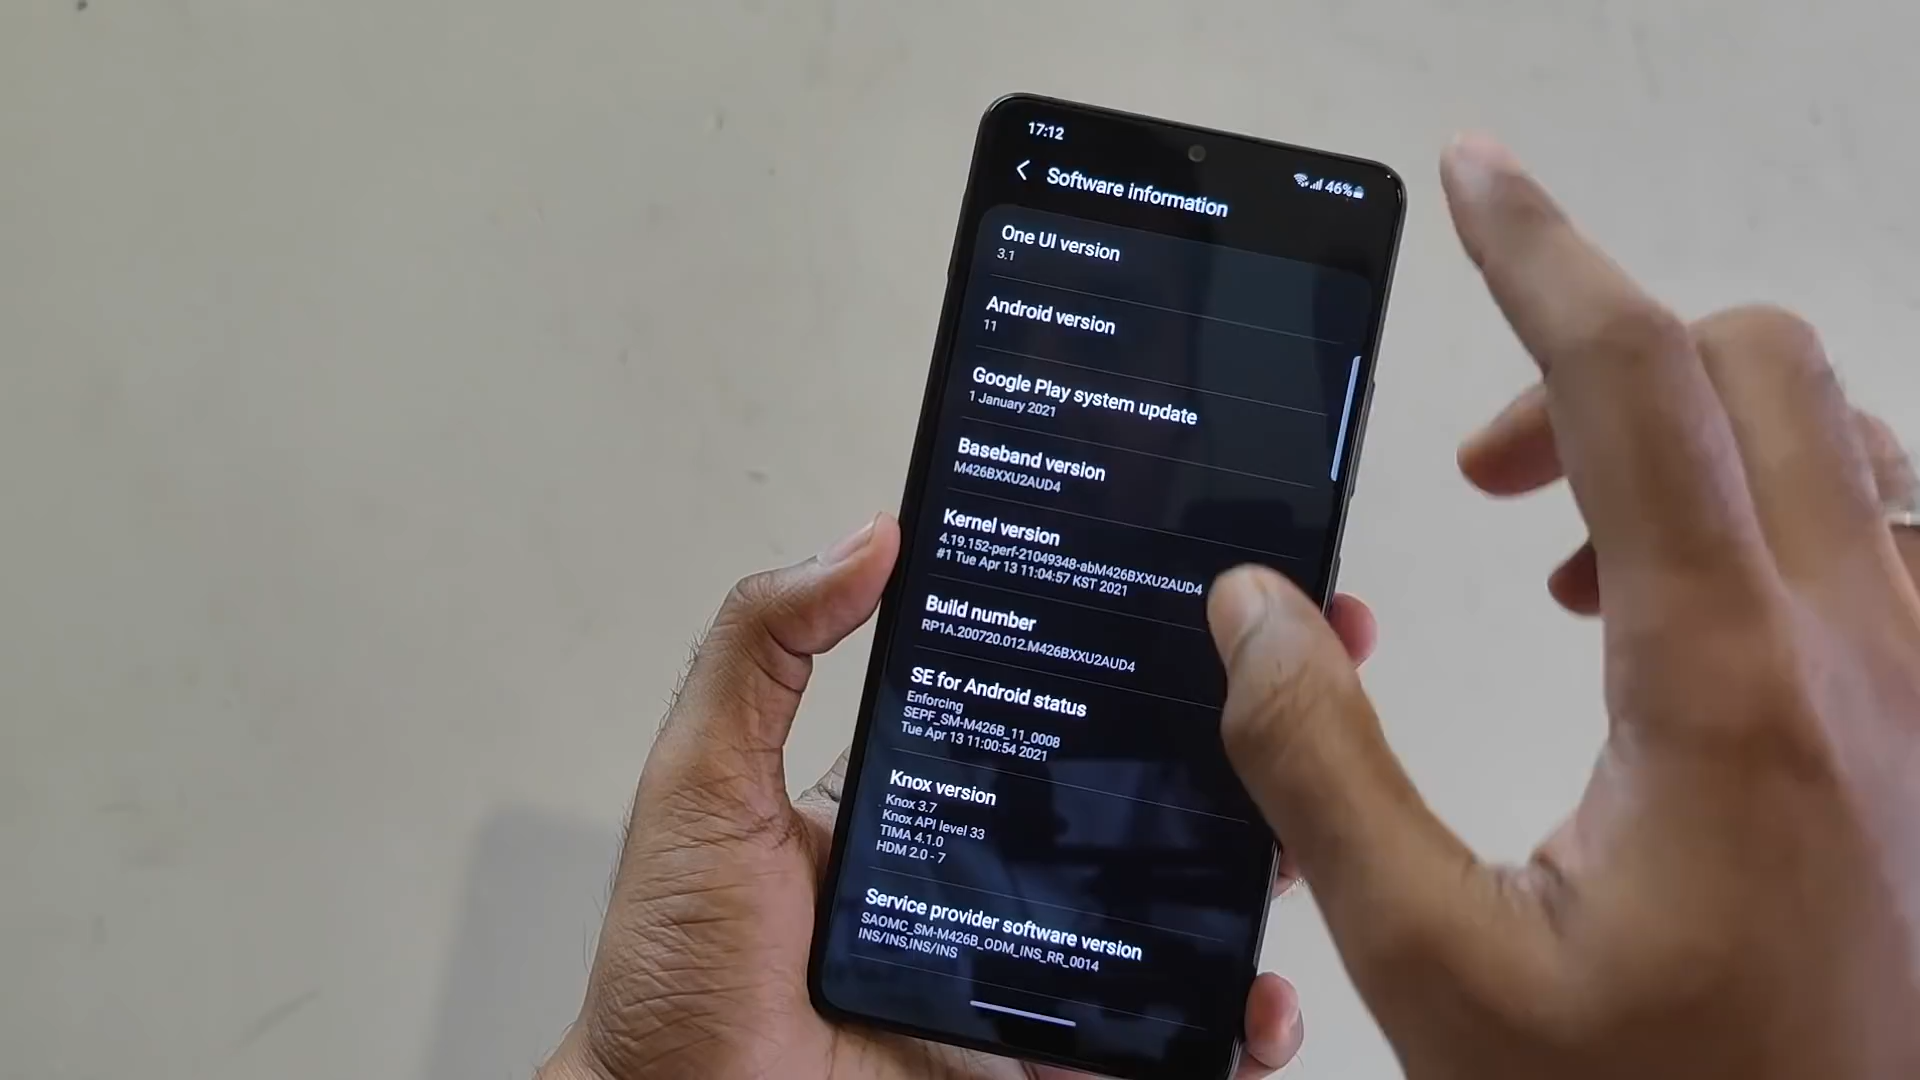 17:12
46%
Software information
One UI version
3.1
Android version
11
Google Play system update
1 January 2021
Baseband version
M426BXXU2AUD4
Kernel version
4.19.152-perf-21049348-abM426BXXU2AUD4
#1 Tue Apr 13 11:04:57 KST 2021
Build number
RP1A.200720.012.M426BXXU2AUD4
SE for Android status
Enforcing
SEPF_SM-M426B_11_0008
Tue Apr 13 11:00:54 2021
Knox version
Knox 3.7
Knox API level 33
TIMA 4.1.0
HDM 2.0 - 7
Service provider software version
SAOMC_SM-M426B_ODM_INS_RR_0014
INS/INS,INS/INS